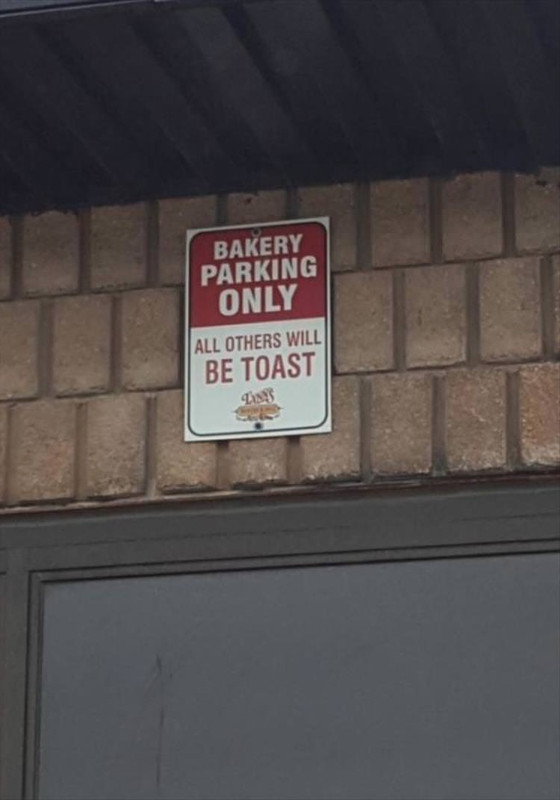 BAKERY
PARKING
ONLY
ALL OTHERS WILL
BE TOAST